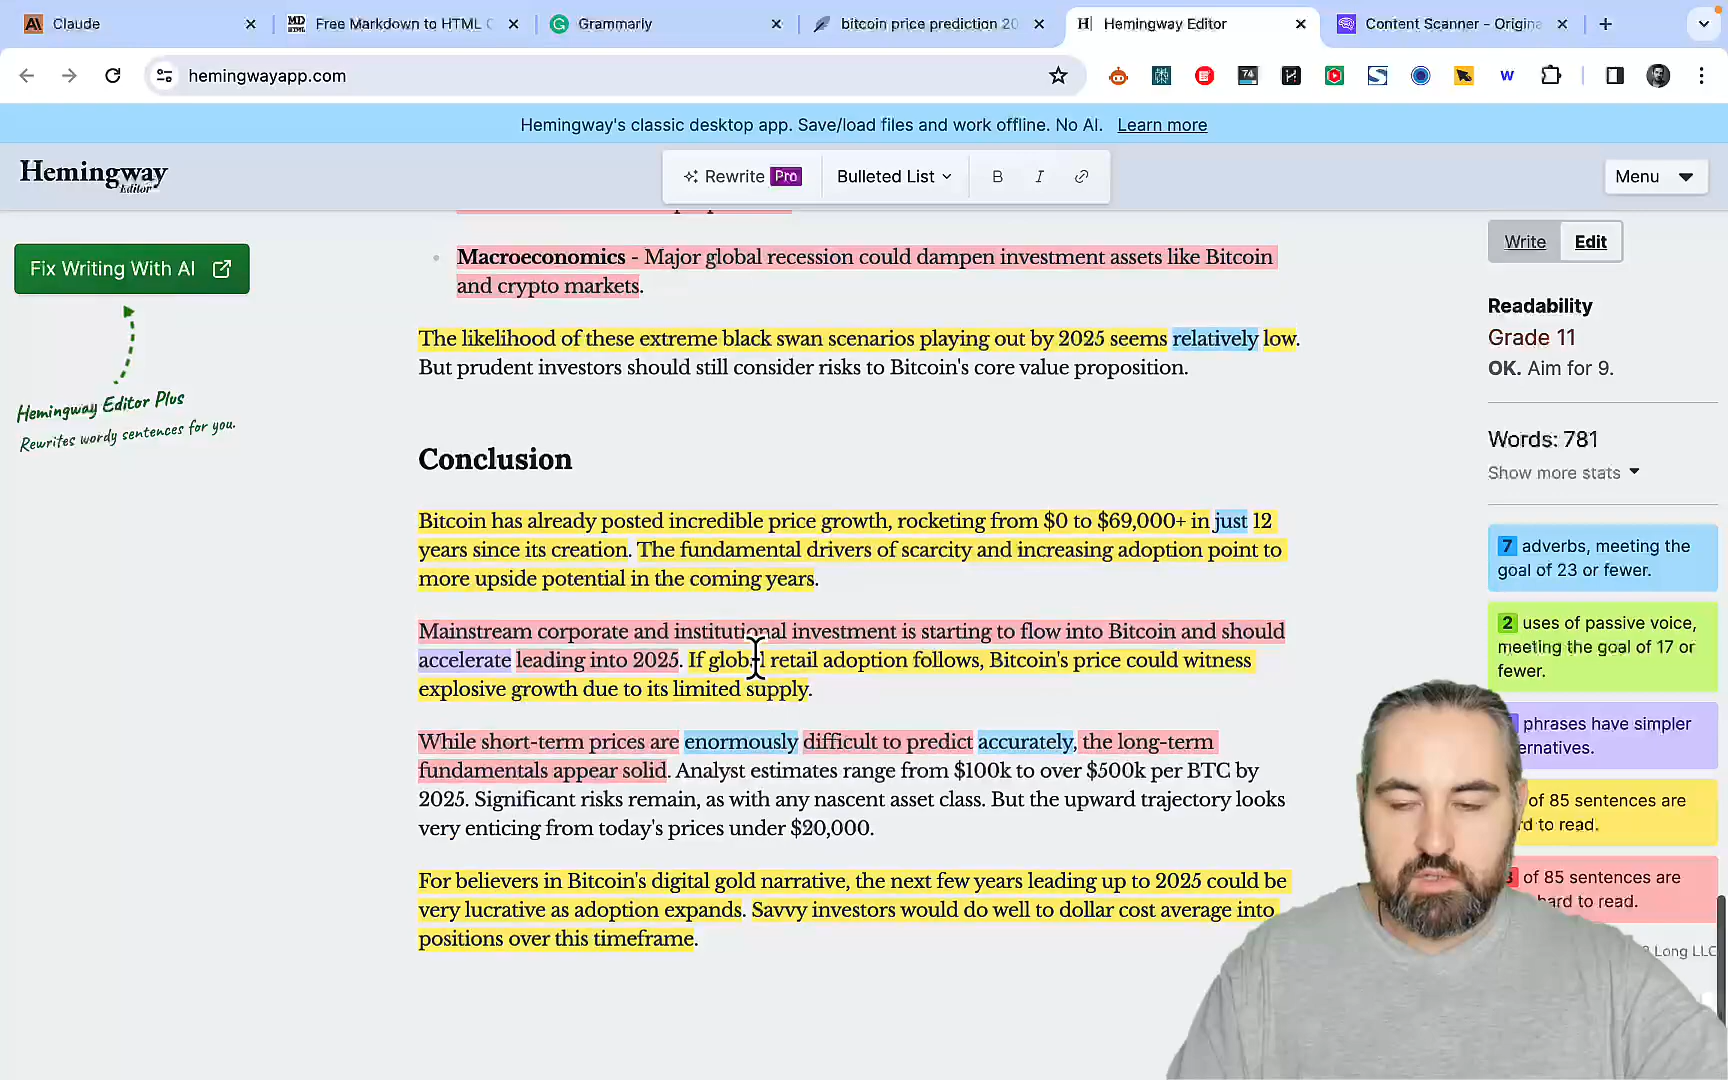 Claude
Free Markdown to HTML C
Grammarly
bitcoin price prediction 20
Hemingway Editor
Content Scanner - Origina
hemingwayapp.com
Hemingway's classic desktop app. Save/load files and work offline. No AI. Learn more
Hemingway
Editor
Rewrite Pro
Bulleted List
B
I
Menu
Fix Writing With AI
Hemingway Editor Plus
Rewrites wordy sentences for you.
Macroeconomics - Major global recession could dampen investment assets like Bitcoin
and crypto markets.
The likelihood of these extreme black swan scenarios playing out by 2025 seems relatively low.
But prudent investors should still consider risks to Bitcoin's core value proposition.
Conclusion
Bitcoin has already posted incredible price growth, rocketing from $0 to $69,000+ in just 12
years since its creation. The fundamental drivers of scarcity and increasing adoption point to
more upside potential in the coming years.
Mainstream corporate and institutional investment is starting to flow into Bitcoin and should
accelerate leading into 2025. If global retail adoption follows, Bitcoin's price could witness
explosive growth due to its limited supply.
While short-term prices are enormously difficult to predict accurately, the long-term
fundamentals appear solid. Analyst estimates range from $100k to over $500k per BTC by
2025. Significant risks remain, as with any nascent asset class. But the upward trajectory looks
very enticing from today's prices under $20,000.
For believers in Bitcoin's digital gold narrative, the next few years leading up to 2025 could be
very lucrative as adoption expands. Savvy investors would do well to dollar cost average into
positions over this timeframe.
Write Edit
Readability
Grade 11
OK. Aim for 9.
Words: 781
Show more stats
7 adverbs, meeting the
goal of 23 or fewer.
2 uses of passive voice,
meeting the goal of 17 or
fewer.
phrases have simpler
ernatives.
of 85 sentences are
rd to read.
of 85 sentences are
hard to read.
Long LLC
74